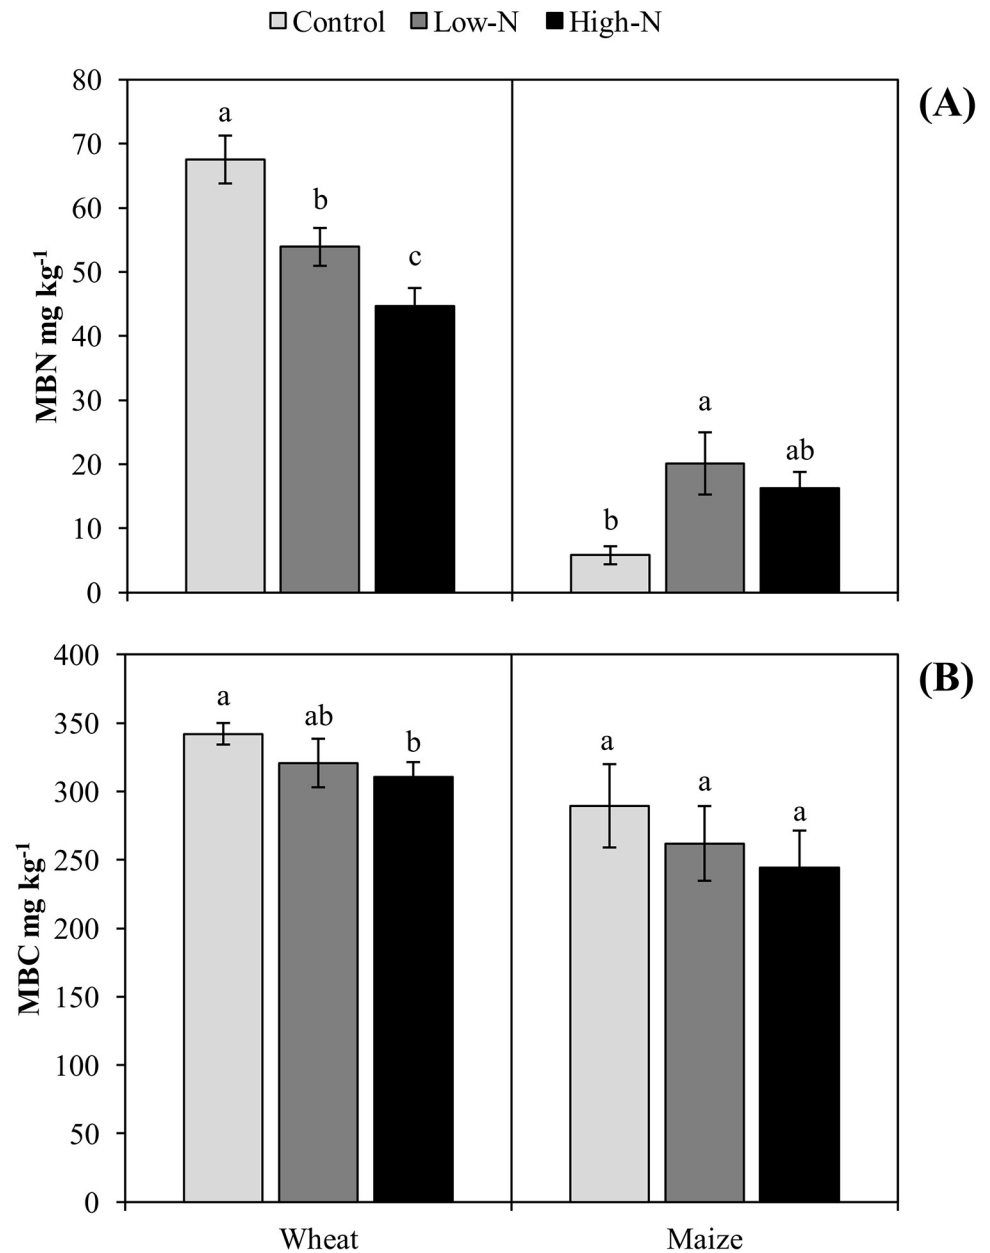 Control Low-N High-N
(A)
MBN mg kg⁻¹
80
70
60
50
40
30
20
10
0
a
b
c
b
a
ab
(B)
MBC mg kg⁻¹
400
350
300
250
200
150
100
50
0
a
ab
b
a
a
a
Wheat Maize